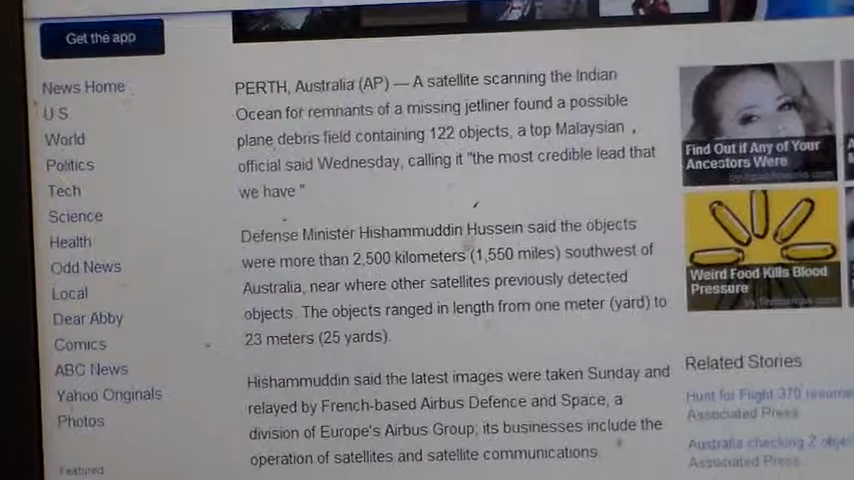 Get the app
News Home
U S
World
Politics
Tech
Science
Health
Odd News
Local
Dear Abby
Comics
ABC News
Yahoo Originals
Photos
Featured
PERTH, Australia (AP) — A satellite scanning the Indian
Ocean for remnants of a missing jetliner found a possible
plane debris field containing 122 objects, a top Malaysian
official said Wednesday, calling it "the most credible lead that
we have "
Defense Minister Hishammuddin Hussein said the objects
were more than 2,500 kilometers (1,550 miles) southwest of
Australia, near where other satellites previously detected
objects. The objects ranged in length from one meter (yard) to
23 meters (25 yards).
Hishammuddin said the latest images were taken Sunday and
relayed by French-based Airbus Defence and Space, a
division of Europe's Airbus Group; its businesses include the
operation of satellites and satellite communications.
Find Out if Any of Your
Ancestors Were
Weird Food Kills Blood
Pressure
Related Stories
Hunt for Flight 370 resume
Associated Press
Australia checking 2 obje
Associated Press